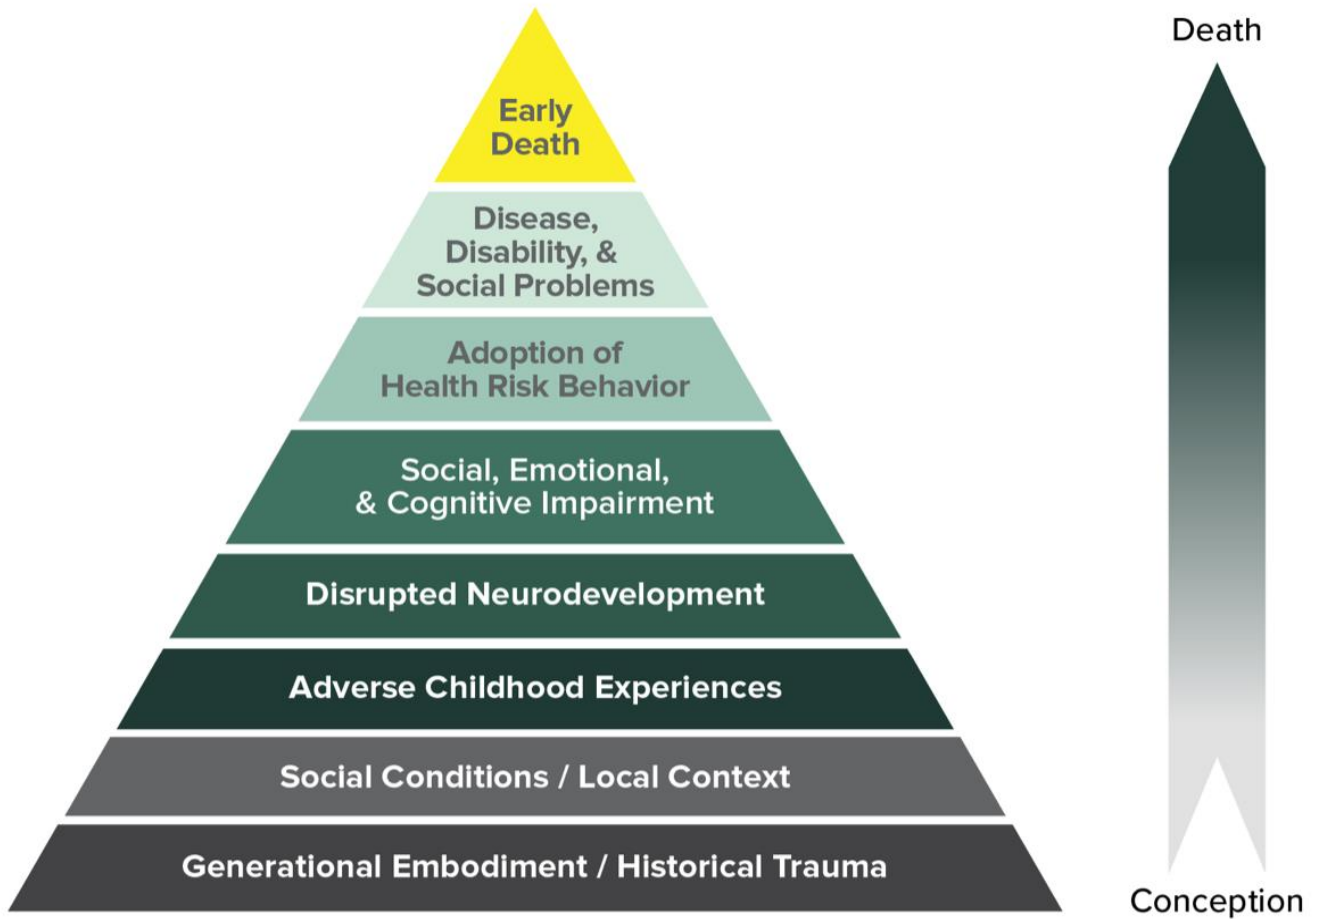 Death
Early
Death
Disease,
Disability, &
Social Problems
Adoption of
Health Risk Behavior
Social, Emotional,
& Cognitive Impairment
Disrupted Neurodevelopment
Adverse Childhood Experiences
Social Conditions / Local Context
Generational Embodiment / Historical Trauma
Conception